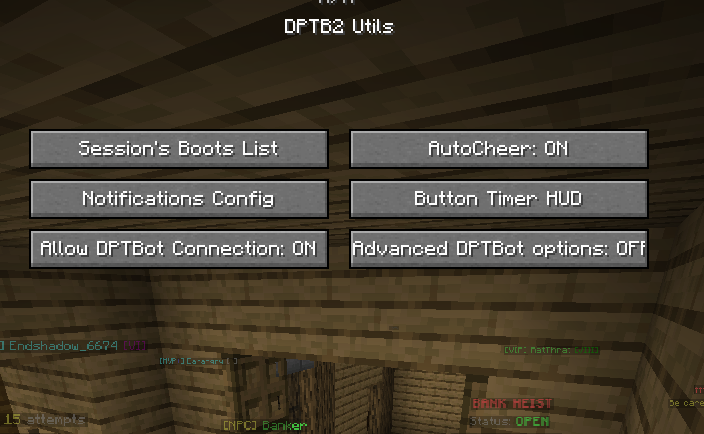 DPTB2 Utils
Session's Boots List
AutoCheer: ON
Notifications Config
Button Timer HUD
Allow DPTBot Connection: ON
Advanced DPTBot options: OFF
] Endshadow_6674
15 attempts
[NPC] Banker
BANK HEIST
Status: OPEN